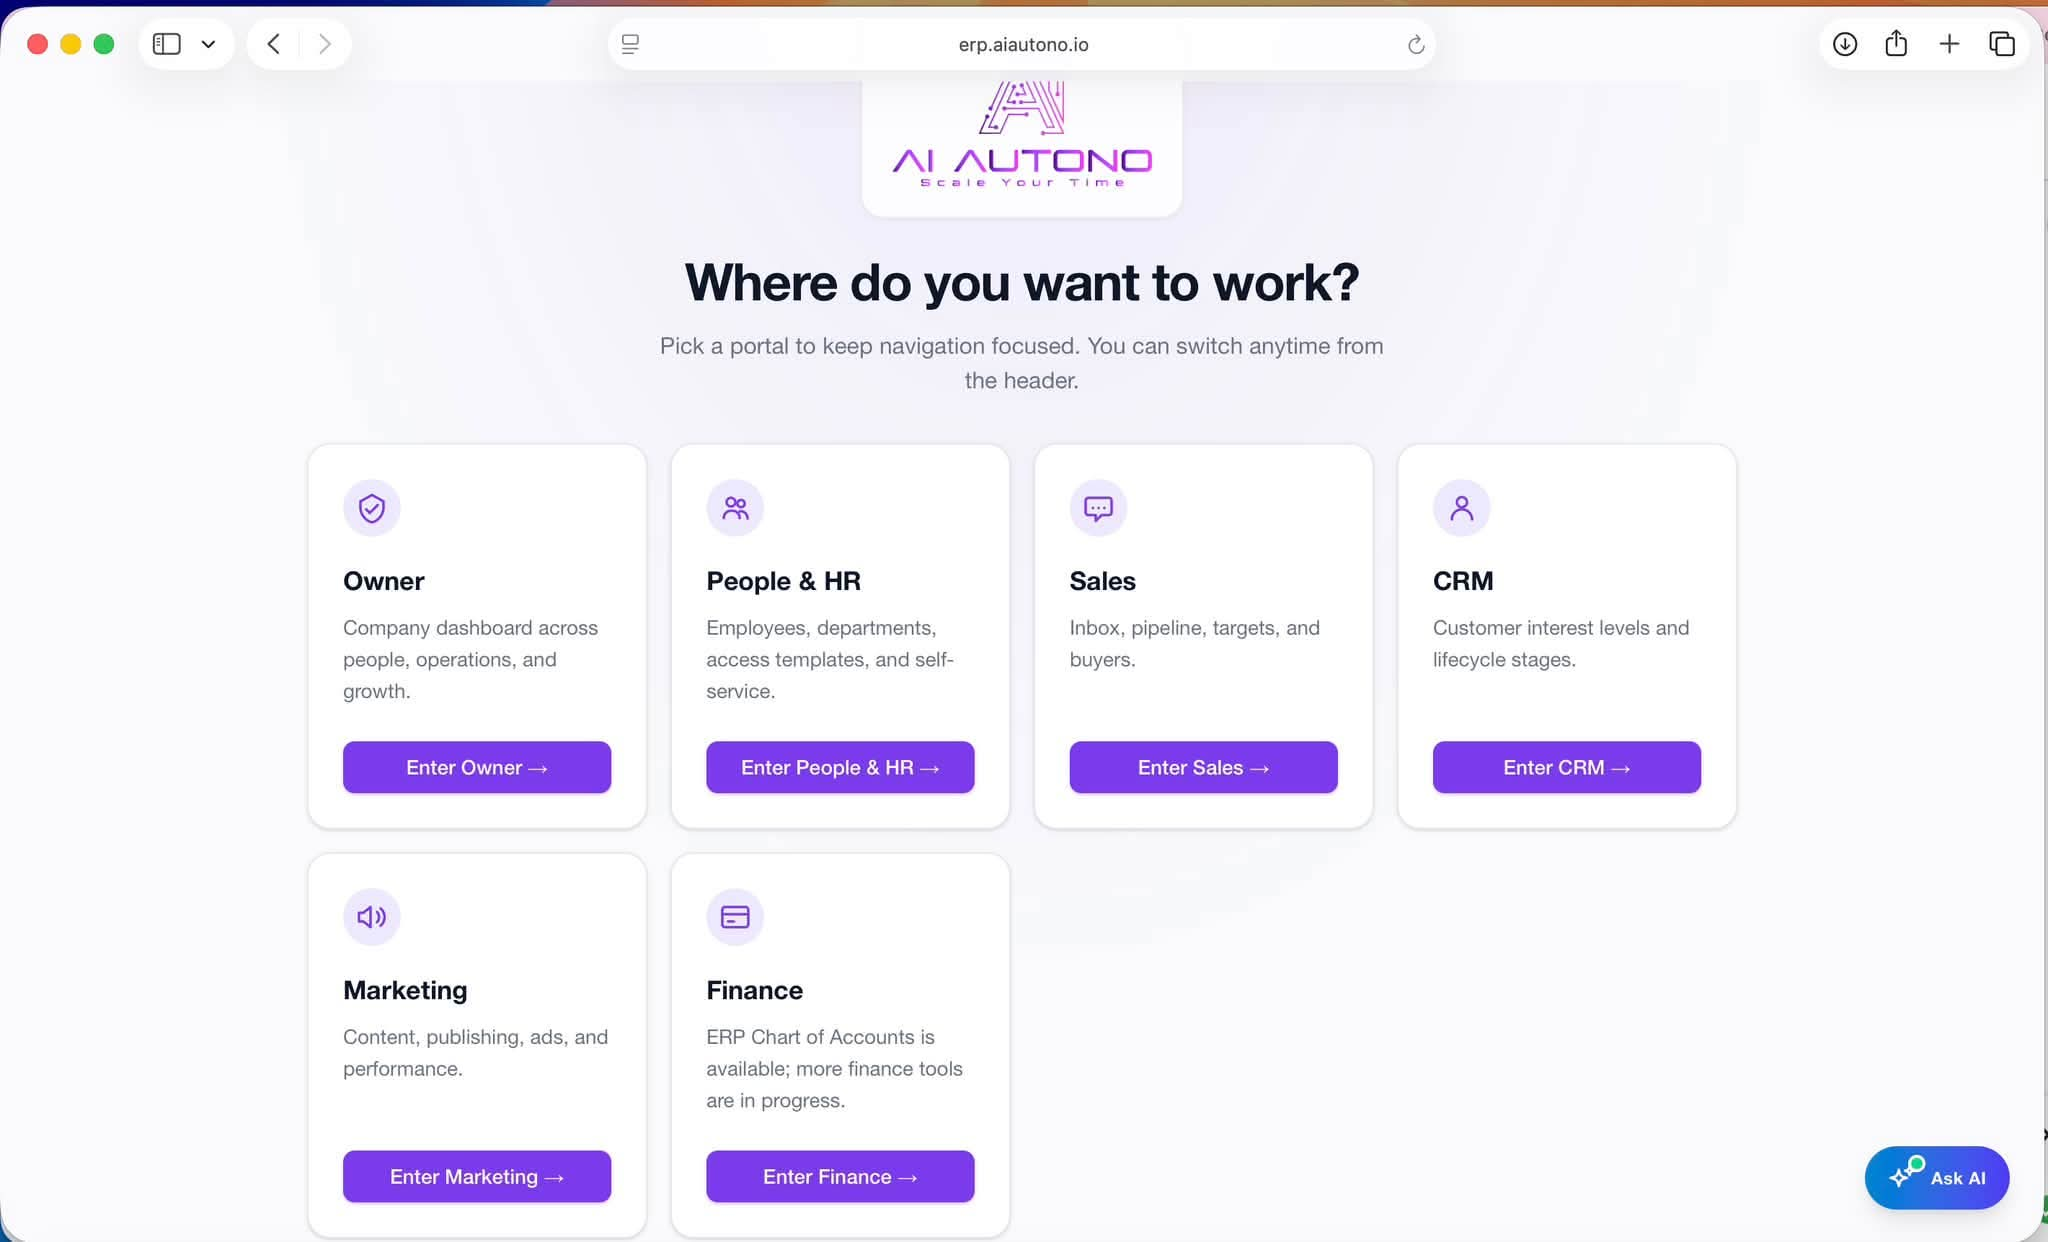 erp.aiautono.io
AI AUTONO
Scale Your Time
Where do you want to work?
Pick a portal to keep navigation focused. You can switch anytime from
the header.
Owner
Company dashboard across
people, operations, and
growth.
Enter Owner →
People & HR
Employees, departments,
access templates, and self-
service.
Enter People & HR →
Sales
Inbox, pipeline, targets, and
buyers.
Enter Sales →
CRM
Customer interest levels and
lifecycle stages.
Enter CRM →
Marketing
Content, publishing, ads, and
performance.
Enter Marketing →
Finance
ERP Chart of Accounts is
available; more finance tools
are in progress.
Enter Finance →
Ask AI